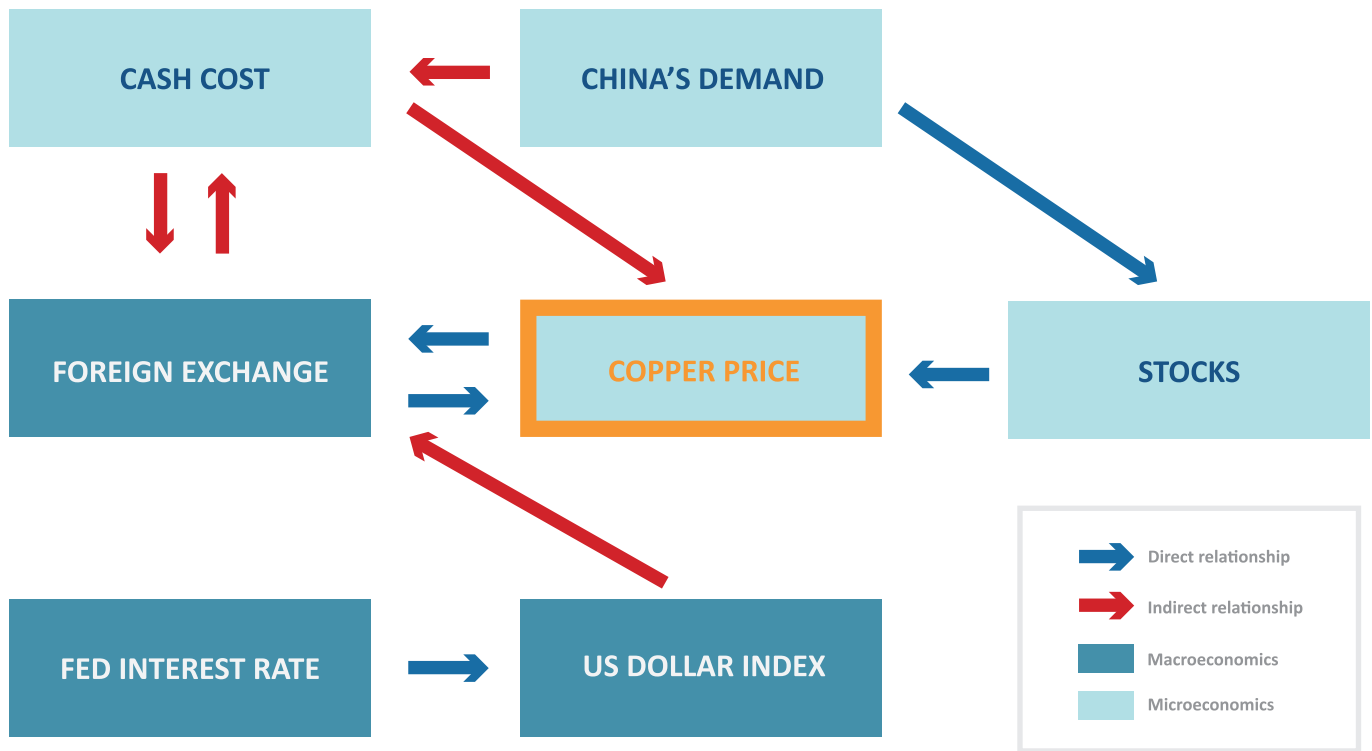 CASH COST
CHINA'S DEMAND
FOREIGN EXCHANGE
COPPER PRICE
STOCKS
FED INTEREST RATE
US DOLLAR INDEX
Direct relationship
Indirect relationship
Macroeconomics
Microeconomics